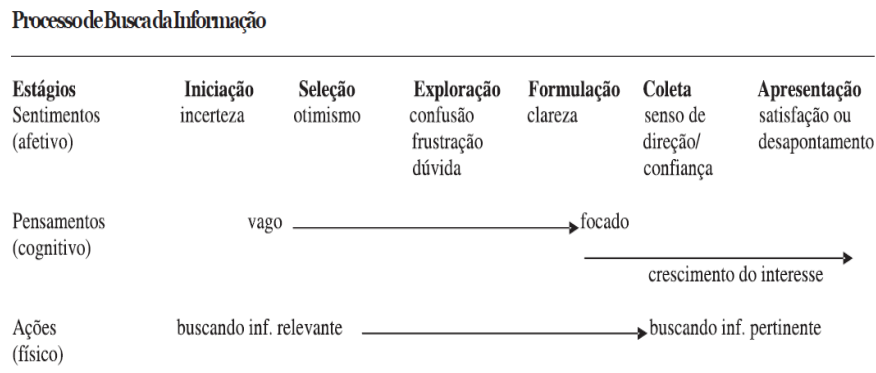 Processo de Busca da Informação
Estágios Iniciação Seleção Exploração Formulação Coleta Apresentação
Sentimentos incerteza otimismo confusão clareza senso de satisfação ou
(afetivo) frustração direção/ desapontamento
dúvida confiança
Pensamentos vago focado
(cognitivo)
crescimento do interesse
Ações buscando inf. relevante buscando inf. pertinente
(físico)